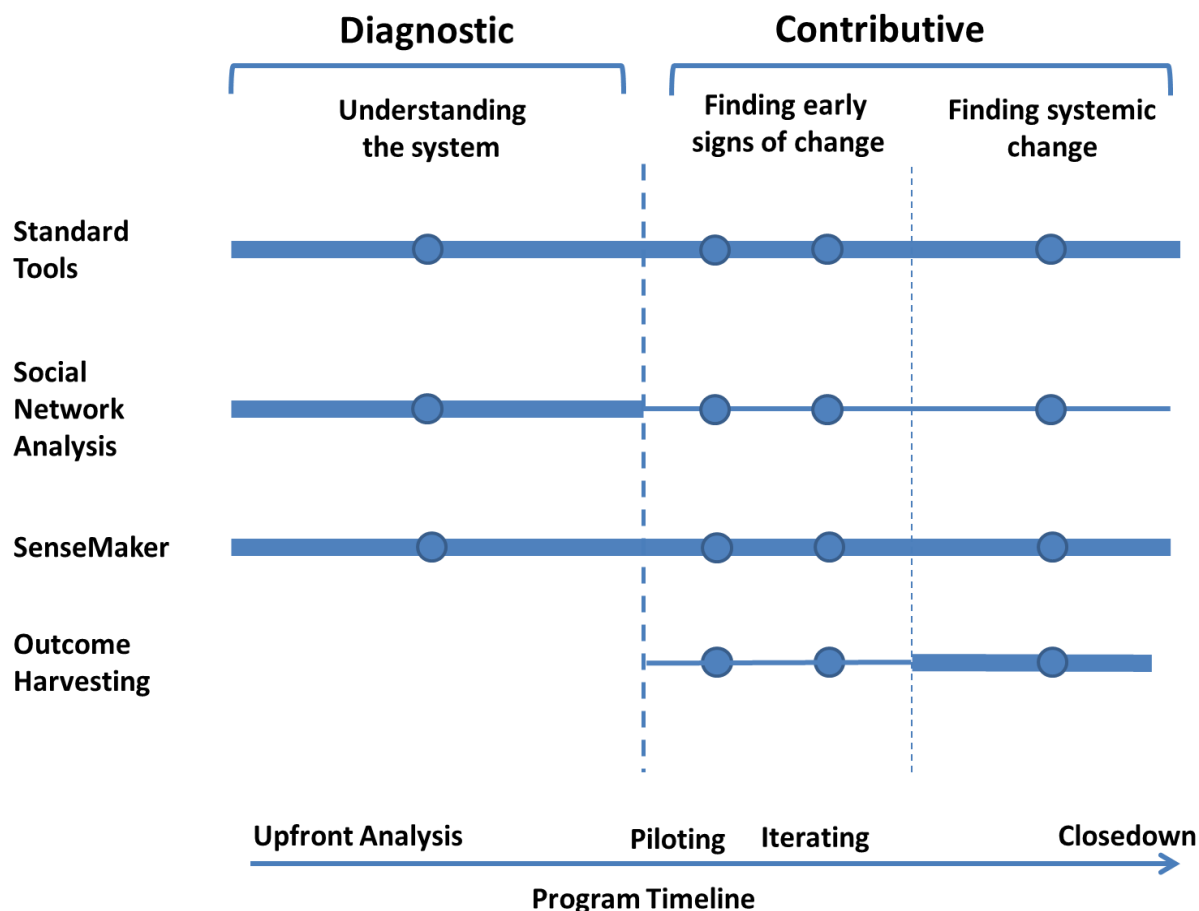 Diagnostic
Contributive
Understanding
the system
Finding early
signs of change
Finding systemic
change
Standard
Tools
Social
Network
Analysis
SenseMaker
Outcome
Harvesting
Upfront Analysis
Piloting
Iterating
Closedown
Program Timeline